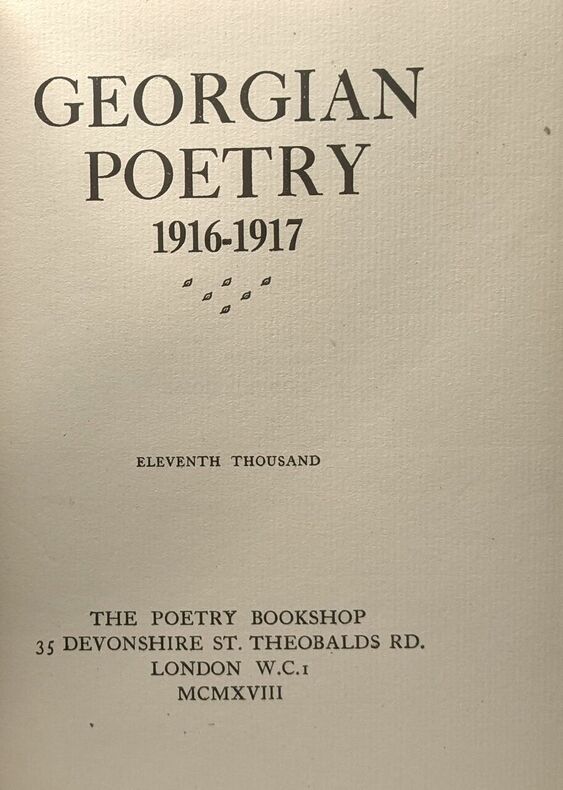 GEORGIAN
POETRY
1916-1917
ELEVENTH THOUSAND
THE POETRY BOOKSHOP
35 DEVONSHIRE ST. THEOBALDS RD.
LONDON W.C.1
MCMXVIII